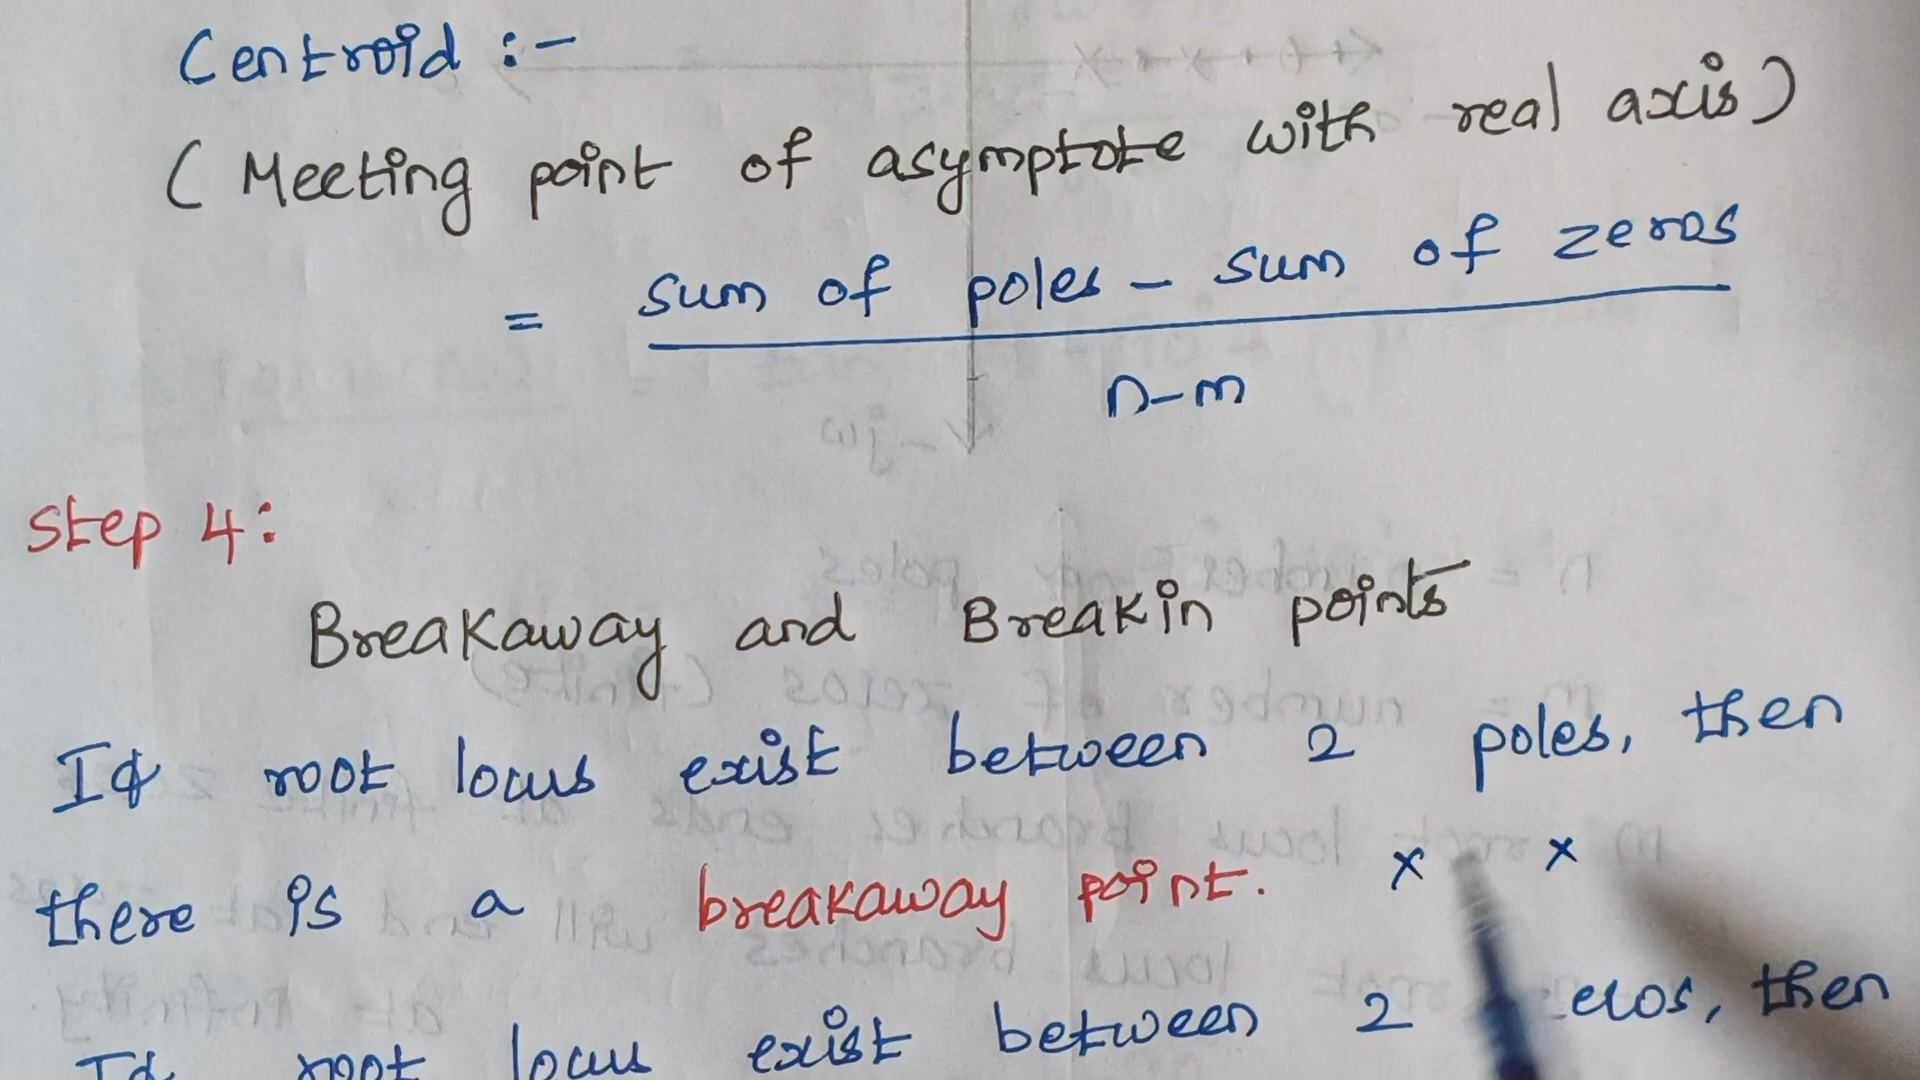 Centroid :-
(Meeting point of asymptote with real axis)
= sum of poles - sum of zeros
n-m
Step 4:
Breakaway and Breakin points
If root locus exist between 2 poles, then
there is a breakaway point. x x
If root locus exist between 2 eros, then